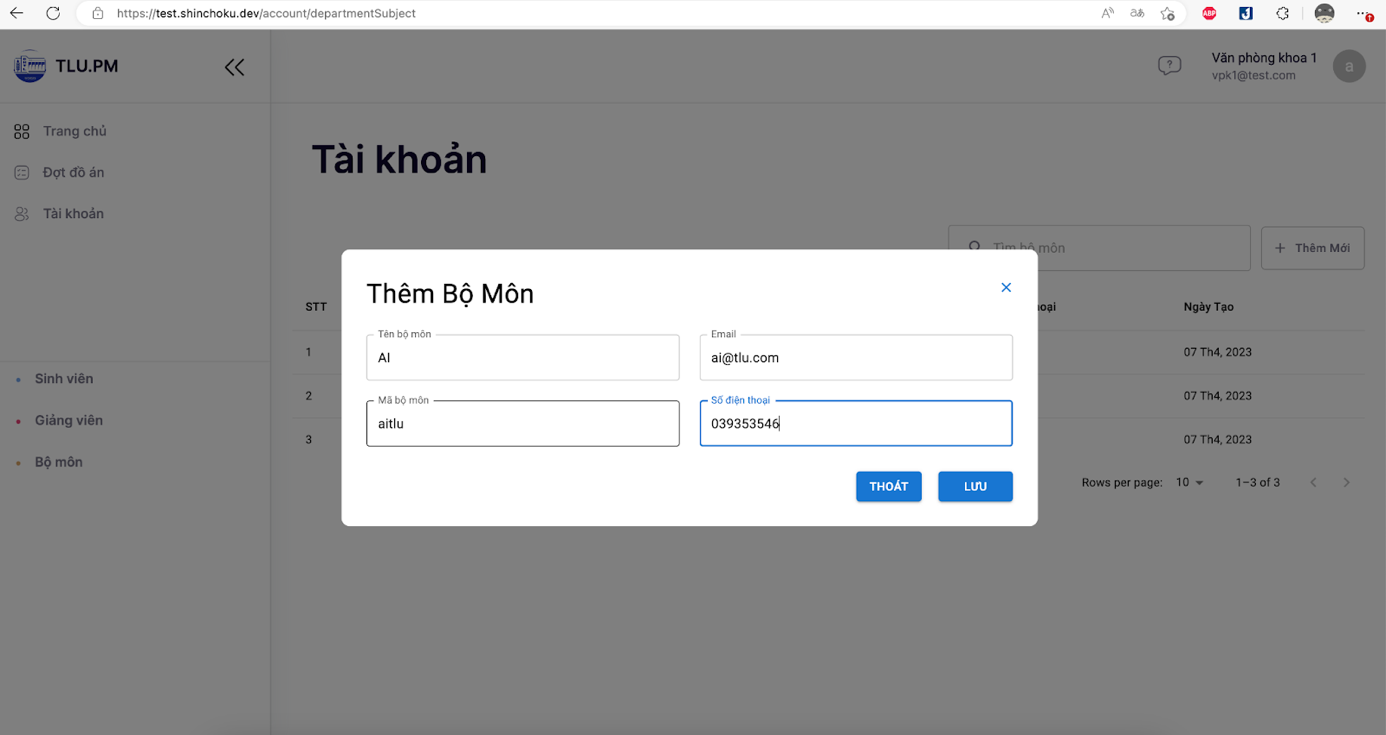 https://test.shinchoku.dev/account/departmentSubject
ABP
TLU.PM
Văn phòng khoa 1
vpk1@test.com
a
Trang chủ
Đợt đồ án
Tài khoản
Tài khoản
Tìm bộ môn
Thêm Mới
STT
oại
Ngày Tạo
1
07 Th4, 2023
2
07 Th4, 2023
3
07 Th4, 2023
Rows per page:
10
1–3 of 3
Sinh viên
Giảng viên
Bộ môn
Thêm Bộ Môn
Tên bộ môn
AI
Email
ai@tlu.com
Mã bộ môn
aitlu
Số điện thoại
039353546
THOÁT
LƯU